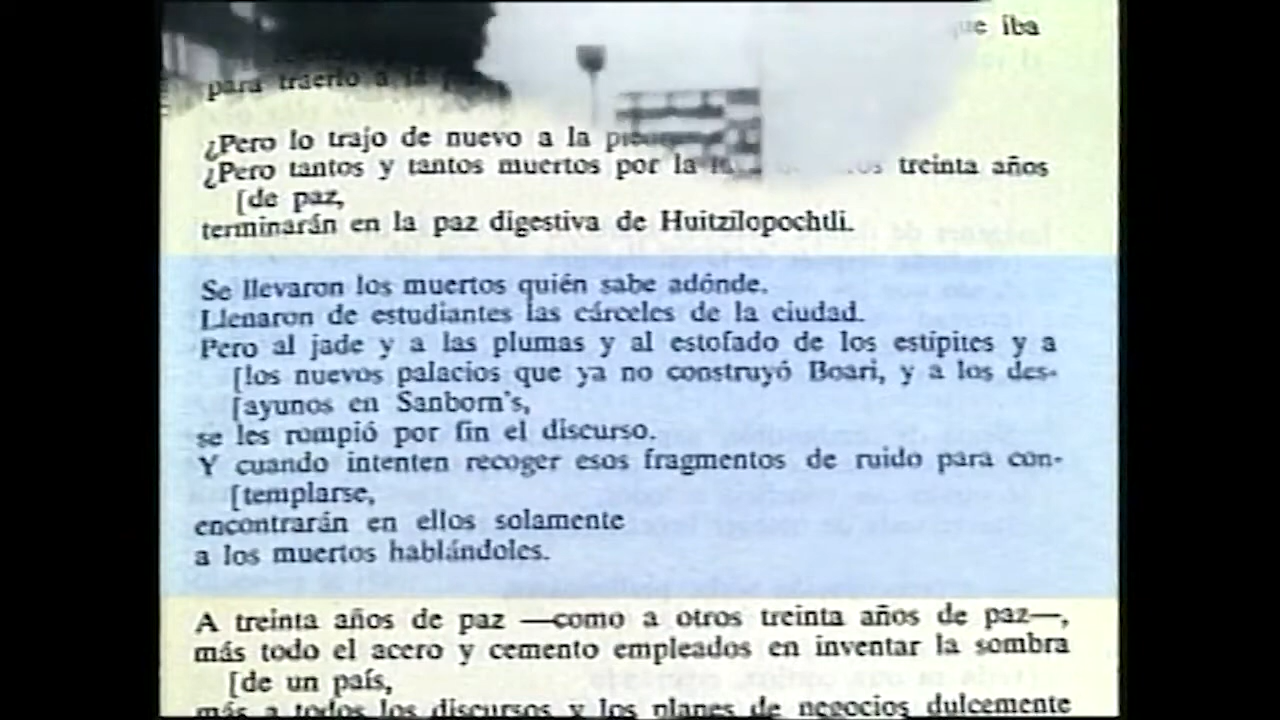 que iba
para traerlo a la
¿Pero lo trajo de nuevo a la
¿Pero tantos y tantos muertos por la treinta años
[de paz,
terminarán en la paz digestiva de Huitzilopochtli.
Se llevaron los muertos quién sabe adónde.
Llenaron de estudiantes las cárceles de la ciudad.
Pero al jade y a las plumas y al estofado de los estípites y a
[los nuevos palacios que ya no construyó Boari, y a los des-
[ayunos en Sanborn's,
se les rompió por fin el discurso.
Y cuando intenten recoger esos fragmentos de ruido para con-
[templarse,
encontrarán en ellos solamente
a los muertos hablándoles.
A treinta años de paz —como a otros treinta años de paz—,
más todo el acero y cemento empleados en inventar la sombra
[de un país,
más a todos los discursos y los planes de negocios dulcemente